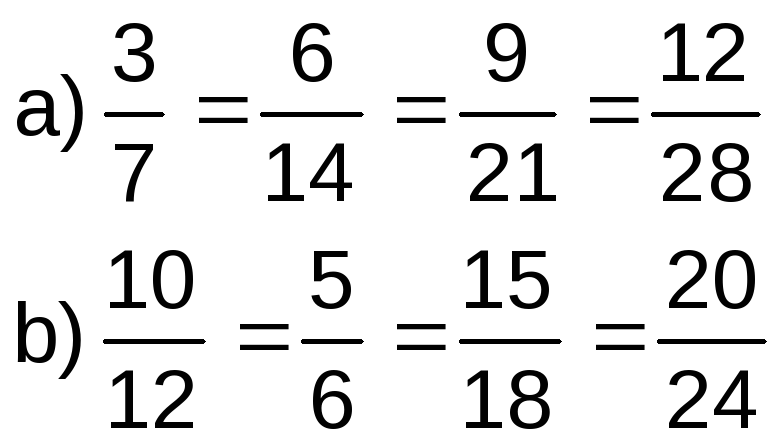 a) 3/7 = 6/14 = 9/21 = 12/28
b) 10/12 = 5/6 = 15/18 = 20/24